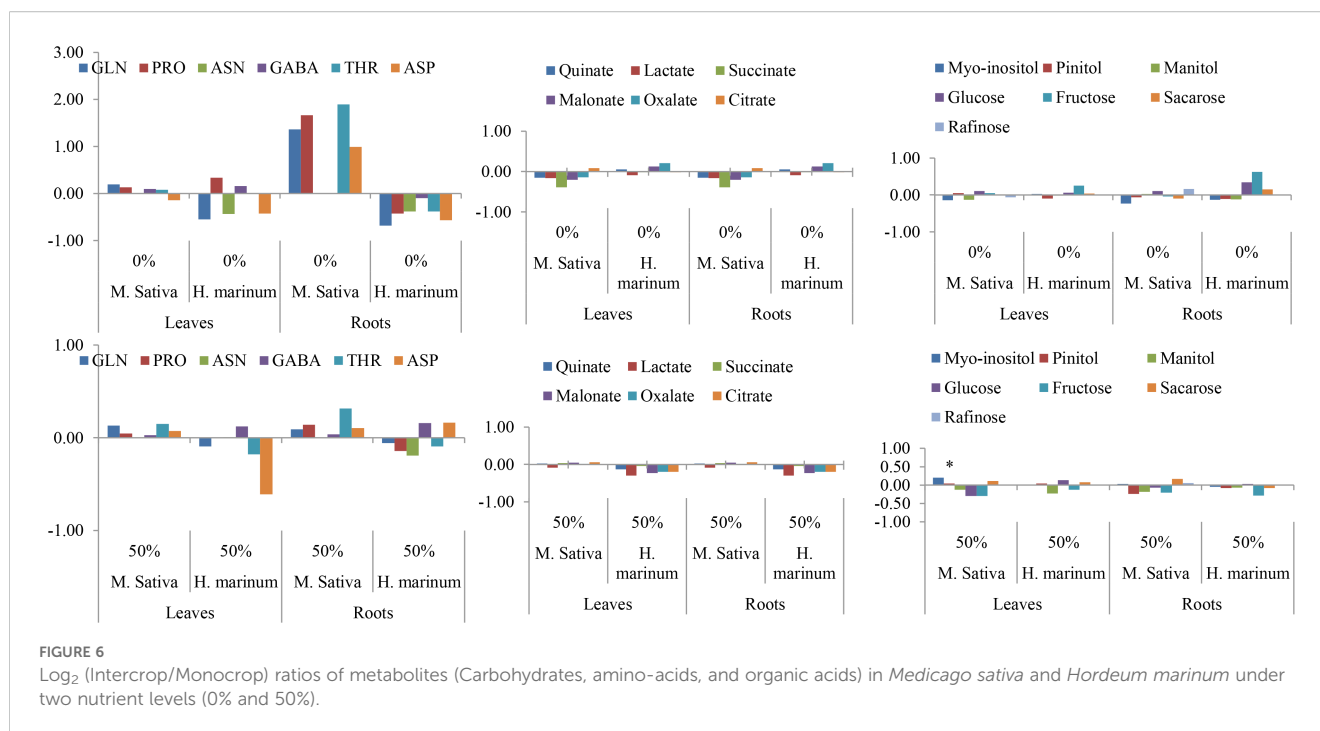 3.00
2.00
1.00
0.00
-1.00
GLN PRO ASN GABA THR ASP
0% 0% 0% 0%
M. Sativa H. marinum M. Sativa H. marinum
Leaves Roots
Quinate Lactate Succinate
Malonate Oxalate Citrate
1.00
0.00
-1.00
0% 0% 0% 0%
M. Sativa H. marinum M. Sativa H. marinum
Leaves Roots
Myo-inositol Pinitol Manitol
Glucose Fructose Sacarose
Rafinose
1.00
0.00
-1.00
0% 0% 0% 0%
M. Sativa H. marinum M. Sativa H. marinum
Leaves Roots
1.00
0.00
-1.00
GLN PRO ASN GABA THR ASP
50% 50% 50% 50%
M. Sativa H. marinum M. Sativa H. marinum
Leaves Roots
Quinate Lactate Succinate
Malonate Oxalate Citrate
1.00
0.00
-1.00
50% 50% 50% 50%
M. Sativa H. marinum M. Sativa H. marinum
Leaves Roots
Myo-inositol Pinitol Manitol
Glucose Fructose Sacarose
Rafinose
1.00
0.50
0.00
-0.50
-1.00
*
50% 50% 50% 50%
M. Sativa H. marinum M. Sativa H. marinum
Leaves Roots
FIGURE 6
Log₂ (Intercrop/Monocrop) ratios of metabolites (Carbohydrates, amino-acids, and organic acids) in Medicago sativa and Hordeum marinum under
two nutrient levels (0% and 50%).